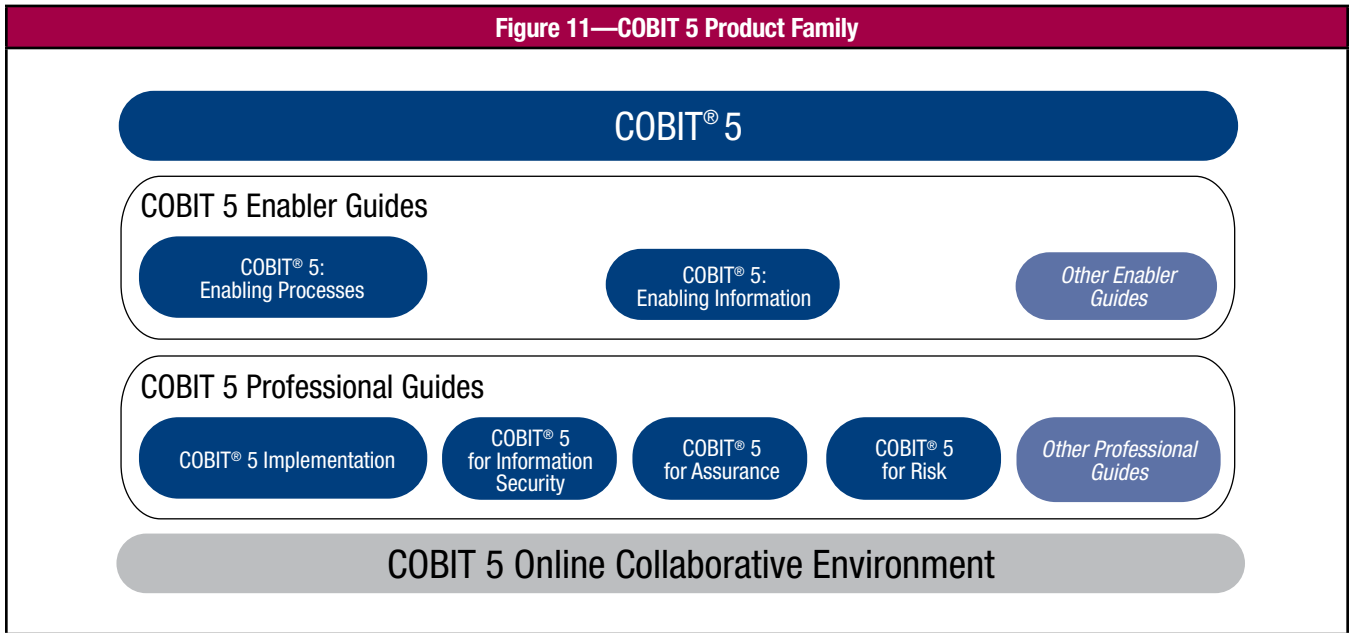 Figure 11—COBIT 5 Product Family
COBIT® 5
COBIT 5 Enabler Guides
COBIT® 5:
Enabling Processes
COBIT® 5:
Enabling Information
Other Enabler
Guides
COBIT 5 Professional Guides
COBIT® 5 Implementation
COBIT® 5
for Information
Security
COBIT® 5
for Assurance
COBIT® 5
for Risk
Other Professional
Guides
COBIT 5 Online Collaborative Environment